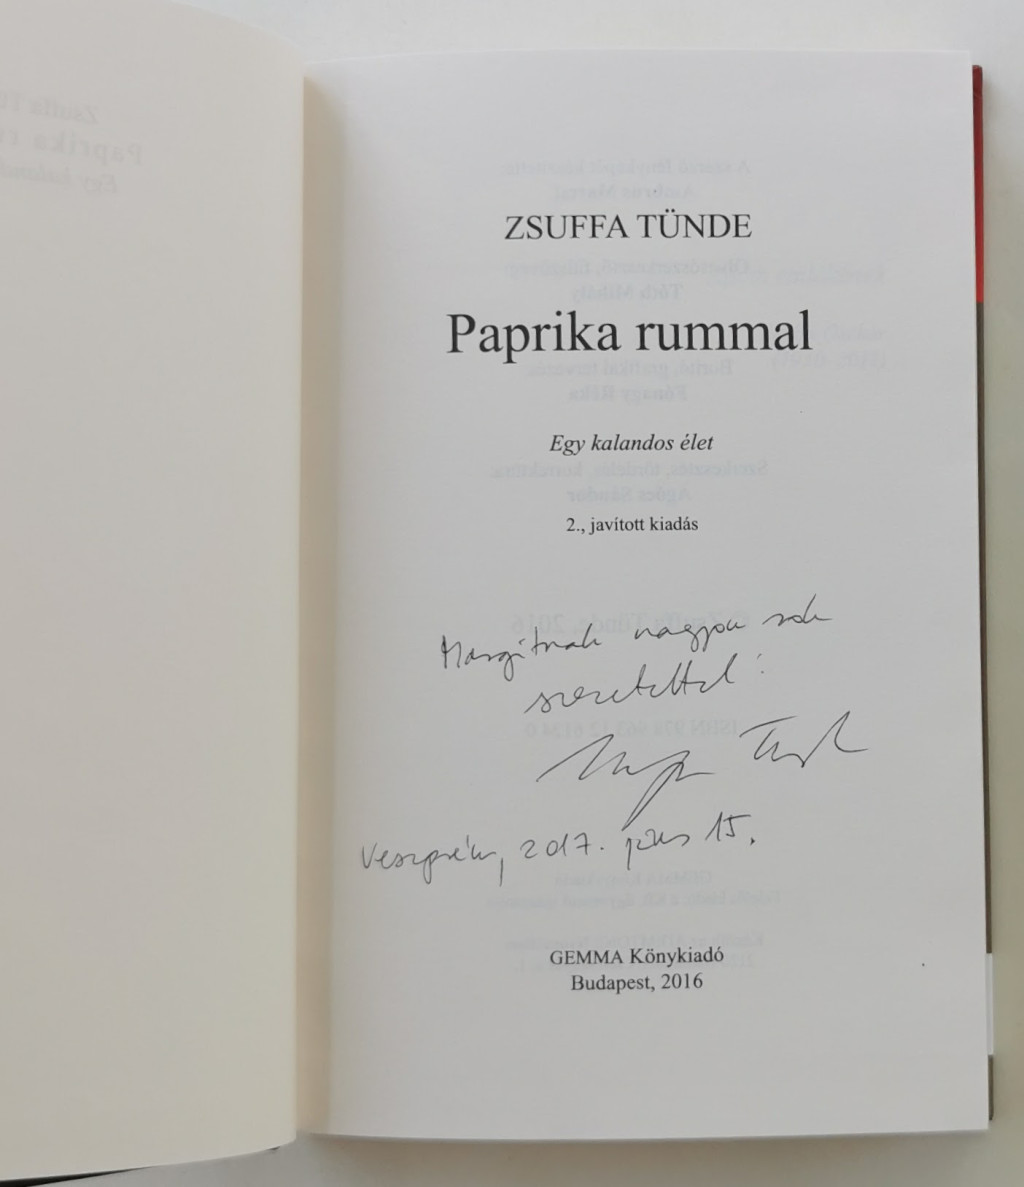 ZSUFFA TÜNDE
Paprika rummal
Egy kalandos élet
2., javított kiadás
Margitnak nagyon sok
szeretettel!
Veszprém, 2017. 15.
GEMMA Könykiadó
Budapest, 2016